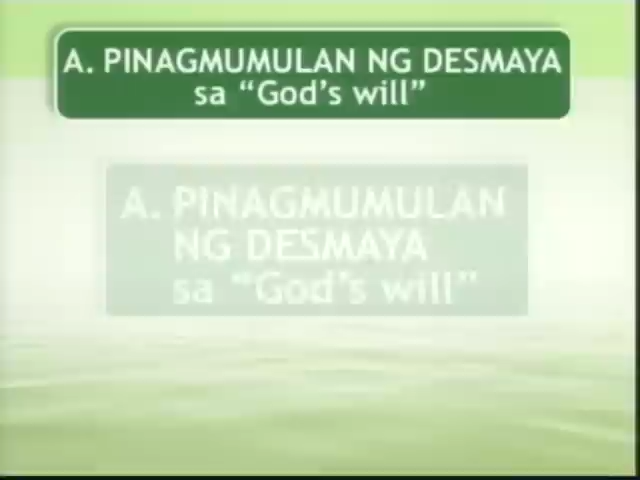 A. PINAGMUMULAN NG DESMAYA
sa “God’s will”
A. PINAGMUMULAN
NG DESMAYA
sa “God’s will”